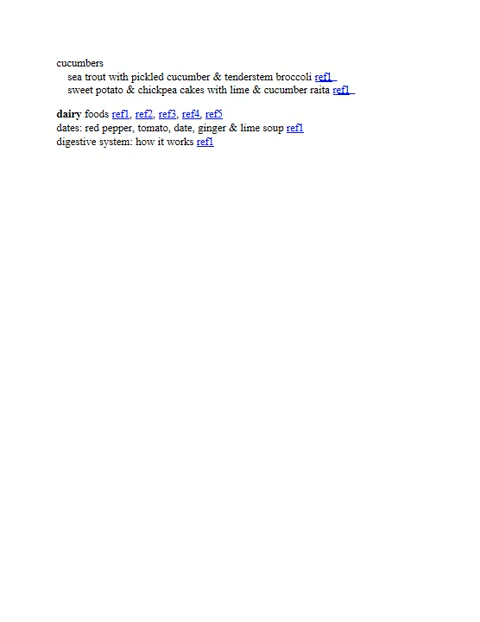 cucumbers
sea trout with pickled cucumber & tenderstem broccoli ref1
sweet potato & chickpea cakes with lime & cucumber raita ref1
dairy foods ref1, ref2, ref3, ref4, ref5
dates: red pepper, tomato, date, ginger & lime soup ref1
digestive system: how it works ref1